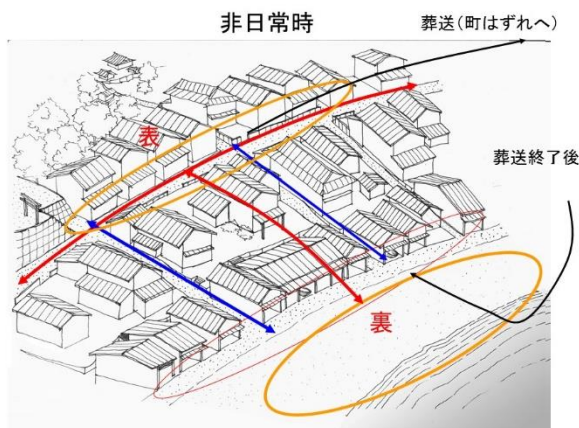 非日常時
葬送（町はずれへ）
表
葬送終了後
裏